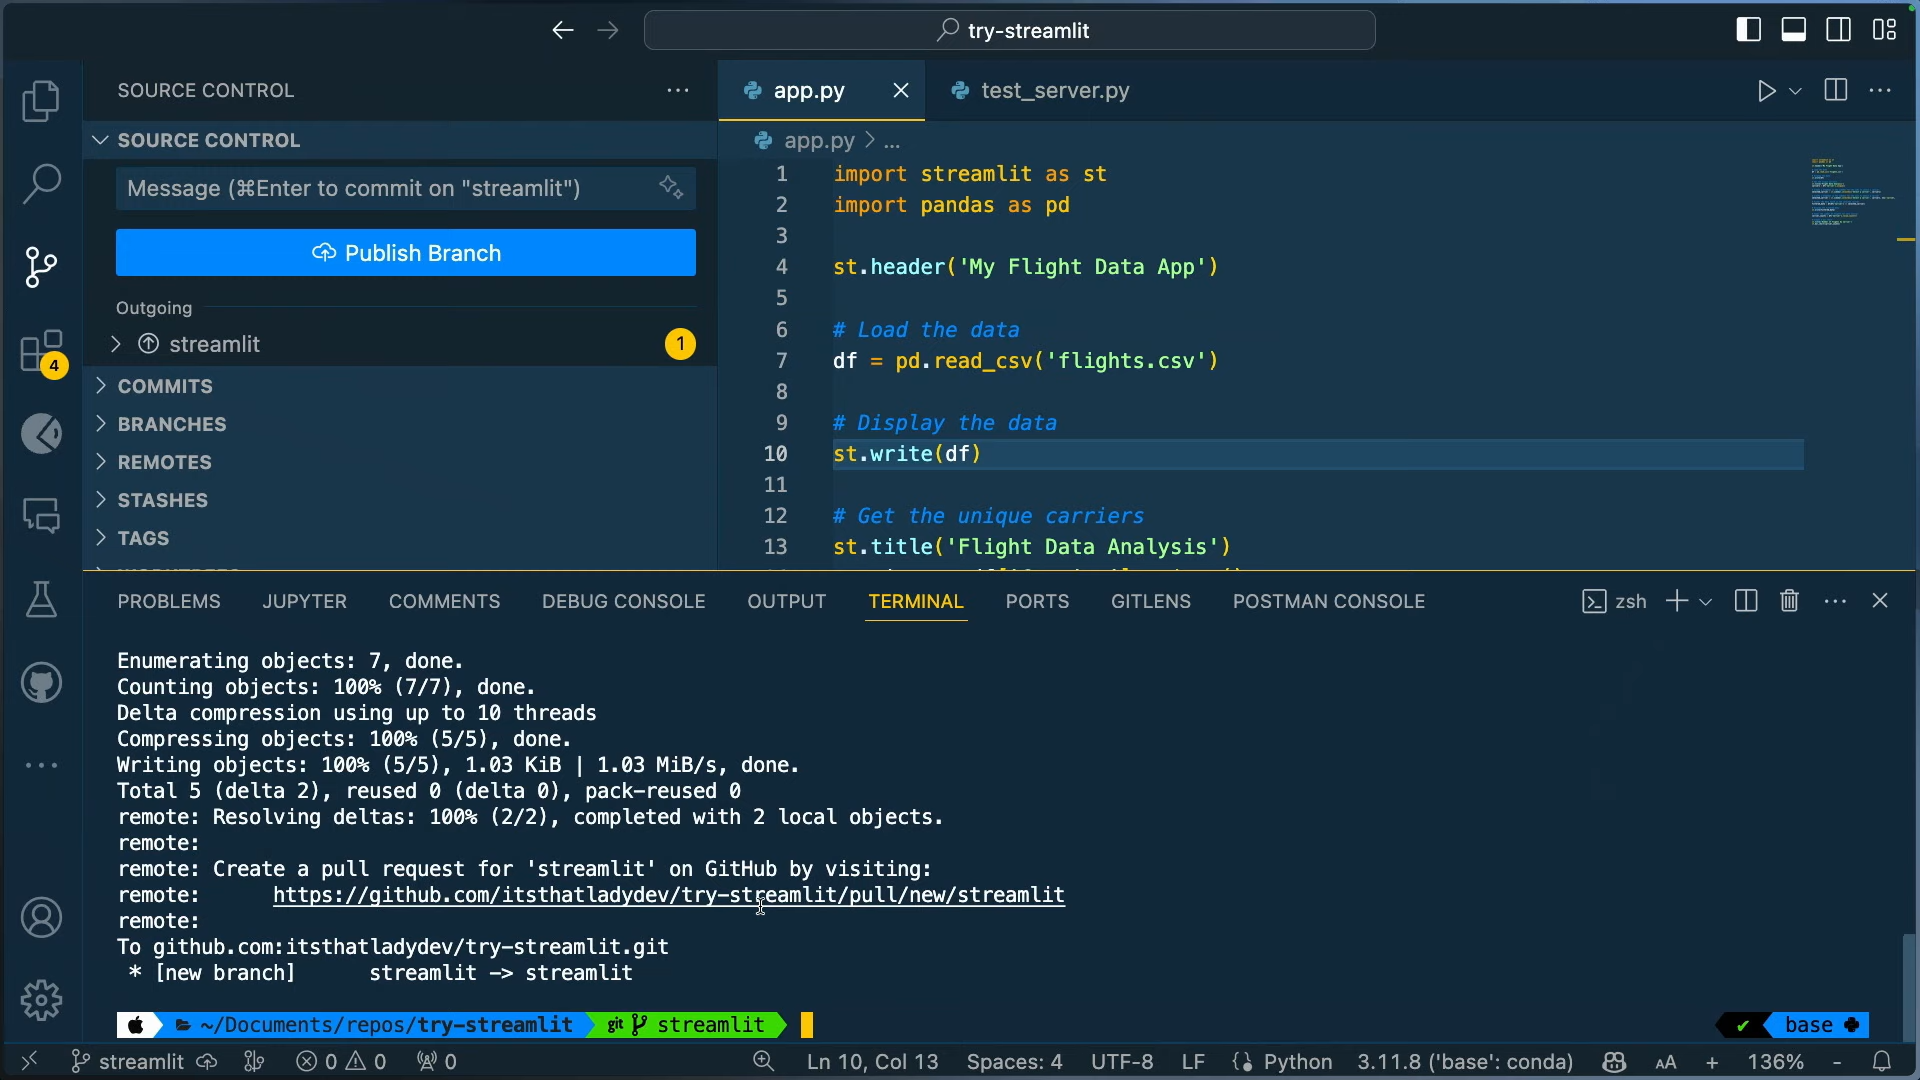 try-streamlit
SOURCE CONTROL
SOURCE CONTROL
Message (⌘Enter to commit on "streamlit")
Publish Branch
Outgoing
streamlit
1
COMMITS
BRANCHES
REMOTES
STASHES
TAGS
4
app.py
test_server.py
app.py > ...
1 import streamlit as st
2 import pandas as pd
3
4 st.header('My Flight Data App')
5
6 # Load the data
7 df = pd.read_csv('flights.csv')
8
9 # Display the data
10 st.write(df)
11
12 # Get the unique carriers
13 st.title('Flight Data Analysis')
PROBLEMS JUPYTER COMMENTS DEBUG CONSOLE OUTPUT TERMINAL PORTS GITLENS POSTMAN CONSOLE zsh
Enumerating objects: 7, done.
Counting objects: 100% (7/7), done.
Delta compression using up to 10 threads
Compressing objects: 100% (5/5), done.
Writing objects: 100% (5/5), 1.03 KiB | 1.03 MiB/s, done.
Total 5 (delta 2), reused 0 (delta 0), pack-reused 0
remote: Resolving deltas: 100% (2/2), completed with 2 local objects.
remote:
remote: Create a pull request for 'streamlit' on GitHub by visiting:
remote: https://github.com/itsthatladydev/try-streamlit/pull/new/streamlit
remote:
To github.com:itsthatladydev/try-streamlit.git
* [new branch] streamlit -> streamlit
~/Documents/repos/try-streamlit git streamlit base
streamlit 0 0 0 Ln 10, Col 13 Spaces: 4 UTF-8 LF Python 3.11.8 ('base': conda) AA + 136% -